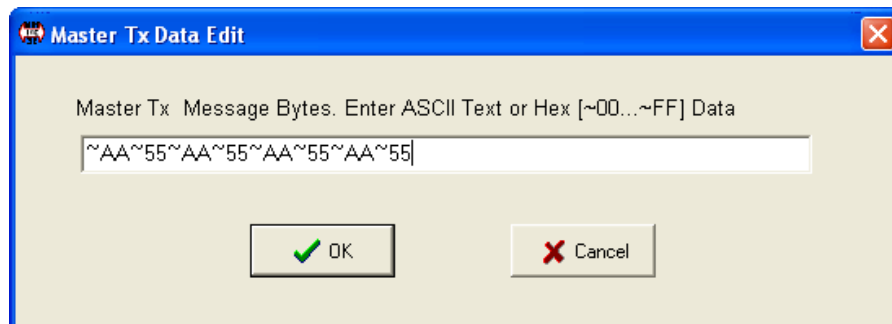 Master Tx Data Edit
Master Tx Message Bytes. Enter ASCII Text or Hex [~00...~FF] Data
~AA~55~AA~55~AA~55~AA~55
OK
Cancel